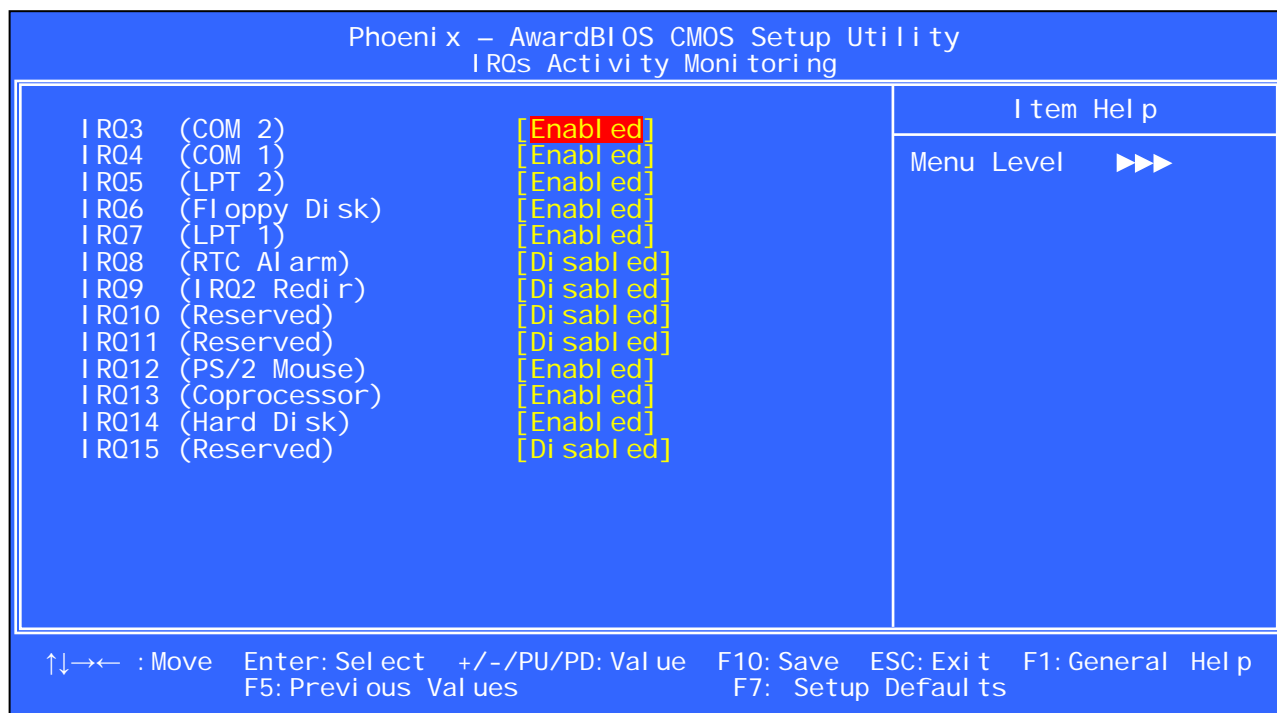 Phoenix – AwardBIOS CMOS Setup Utility
IRQs Activity Monitoring
IRQ3 (COM 2) [Enabled]
IRQ4 (COM 1) [Enabled]
IRQ5 (LPT 2) [Enabled]
IRQ6 (Floppy Disk) [Enabled]
IRQ7 (LPT 1) [Enabled]
IRQ8 (RTC Alarm) [Disabled]
IRQ9 (IRQ2 Redir) [Disabled]
IRQ10 (Reserved) [Disabled]
IRQ11 (Reserved) [Disabled]
IRQ12 (PS/2 Mouse) [Enabled]
IRQ13 (Coprocessor) [Enabled]
IRQ14 (Hard Disk) [Enabled]
IRQ15 (Reserved) [Disabled]
Item Help
Menu Level ►►►
↑↓→← :Move Enter:Select +/-/PU/PD:Value F10:Save ESC:Exit F1:General Help
F5:Previous Values F7: Setup Defaults